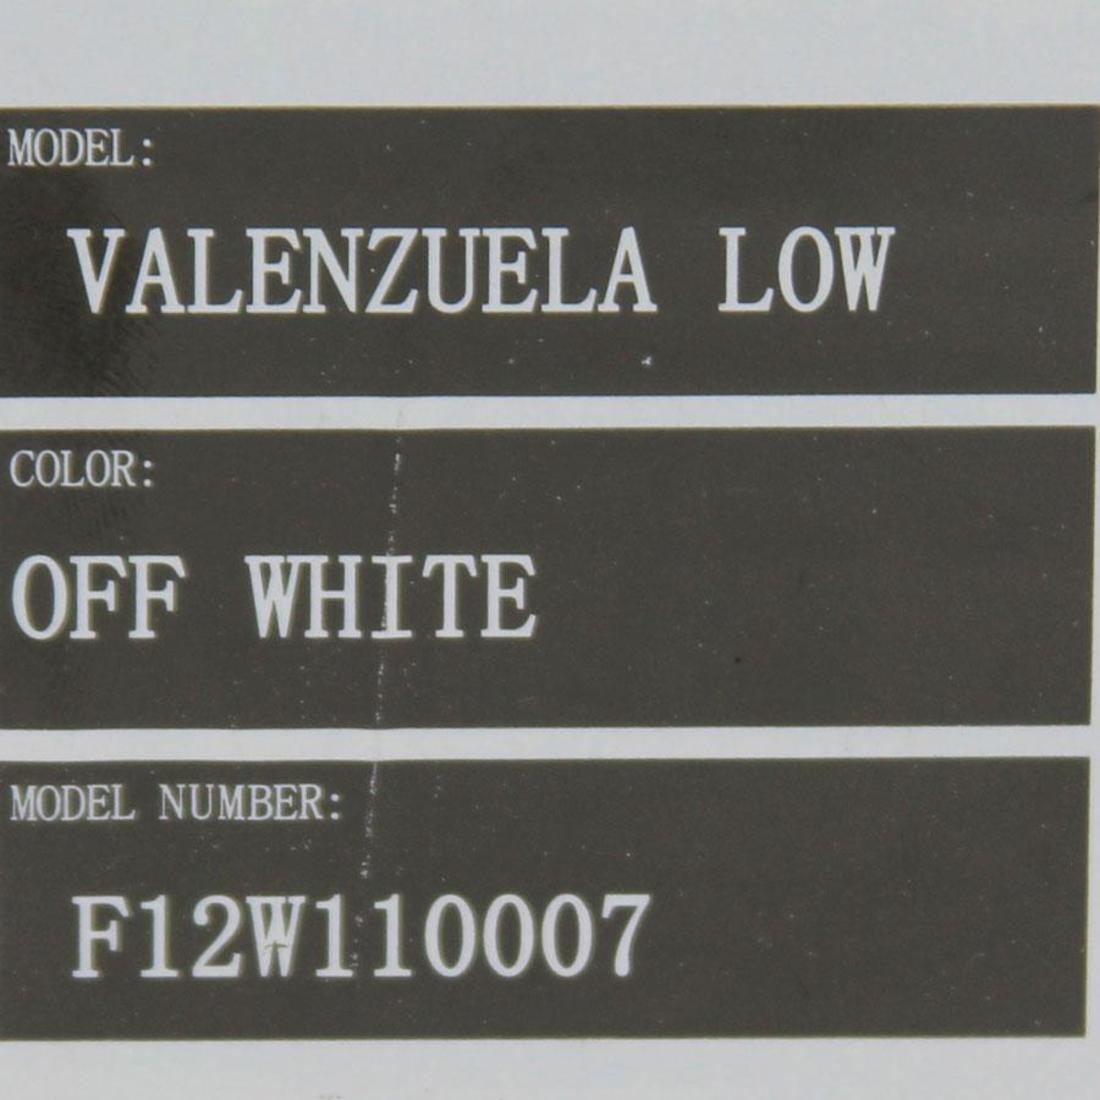 MODEL:
VALENZUELA LOW
COLOR:
OFF WHITE
MODEL NUMBER:
F12W110007